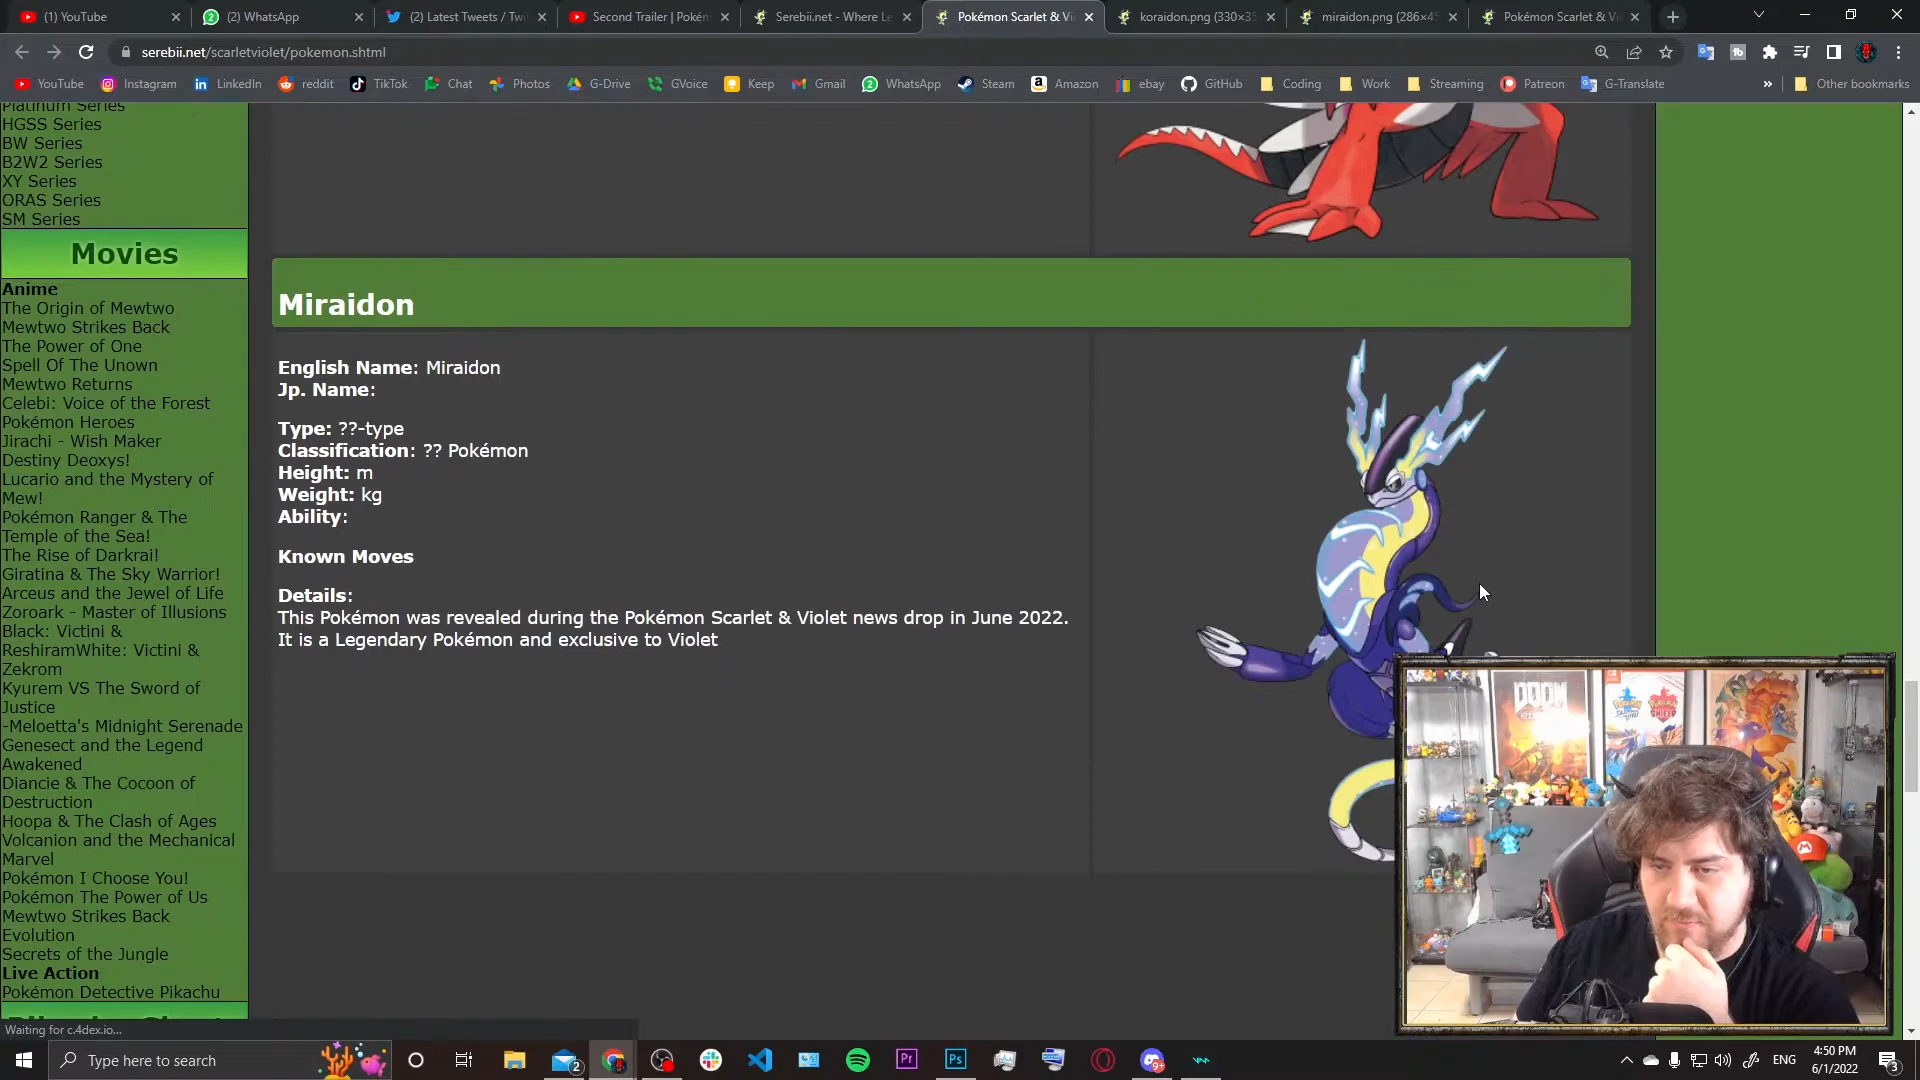 (1) YouTube
(2) WhatsApp
(2) Latest Tweets / Twi
Second Trailer | Pokém
Serebii.net - Where Le
Pokémon Scarlet & Vi
koraidon.png (330×35
miraidon.png (286×45
Pokémon Scarlet & Vi
serebii.net/scarletviolet/pokemon.shtml
YouTube
Instagram
LinkedIn
reddit
TikTok
Chat
Photos
G-Drive
GVoice
Keep
Gmail
WhatsApp
Steam
Amazon
ebay
GitHub
Coding
Work
Streaming
Patreon
G-Translate
»
Other bookmarks
Platinum Series
HGSS Series
BW Series
B2W2 Series
XY Series
ORAS Series
SM Series
Movies
Anime
The Origin of Mewtwo
Mewtwo Strikes Back
The Power of One
Spell Of The Unown
Mewtwo Returns
Celebi: Voice of the Forest
Pokémon Heroes
Jirachi - Wish Maker
Destiny Deoxys!
Lucario and the Mystery of
Mew!
Pokémon Ranger & The
Temple of the Sea!
The Rise of Darkrai!
Giratina & The Sky Warrior!
Arceus and the Jewel of Life
Zoroark - Master of Illusions
Black: Victini &
ReshiramWhite: Victini &
Zekrom
Kyurem VS The Sword of
Justice
-Meloetta's Midnight Serenade
Genesect and the Legend
Awakened
Diancie & The Cocoon of
Destruction
Hoopa & The Clash of Ages
Volcanion and the Mechanical
Marvel
Pokémon I Choose You!
Pokémon The Power of Us
Mewtwo Strikes Back
Evolution
Secrets of the Jungle
Live Action
Pokémon Detective Pikachu
Miraidon
English Name: Miraidon
Jp. Name:
Type: ??-type
Classification: ?? Pokémon
Height: m
Weight: kg
Ability:
Known Moves
Details:
This Pokémon was revealed during the Pokémon Scarlet & Violet news drop in June 2022.
It is a Legendary Pokémon and exclusive to Violet
DOOM
Waiting for c.4dex.io...
Type here to search
2
Pr
Ps
9+
ENG
4:50 PM
6/1/2022
3